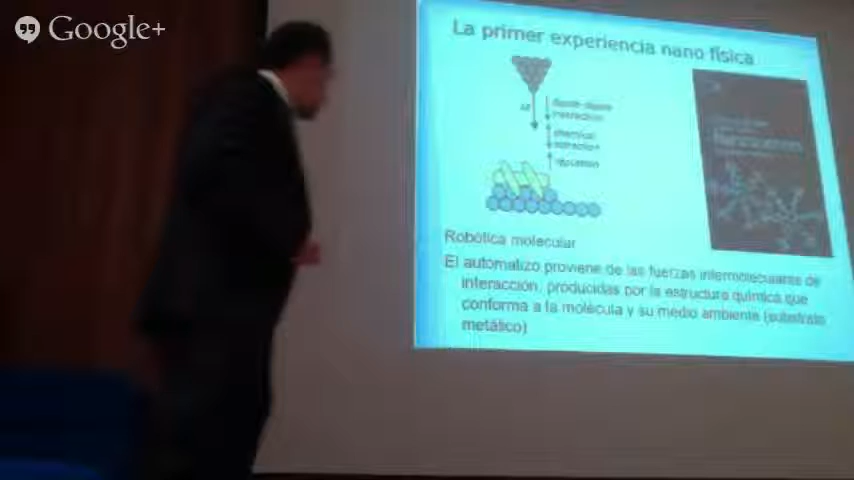 Google+
La primer experiencia nano física
chemical
Robótica molecular
El automatizo proviene de las fuerzas intermoleculares de
interacción, producidas por la estructura química que
conforma a la molécula y su medio ambiente (substrato
metálico)